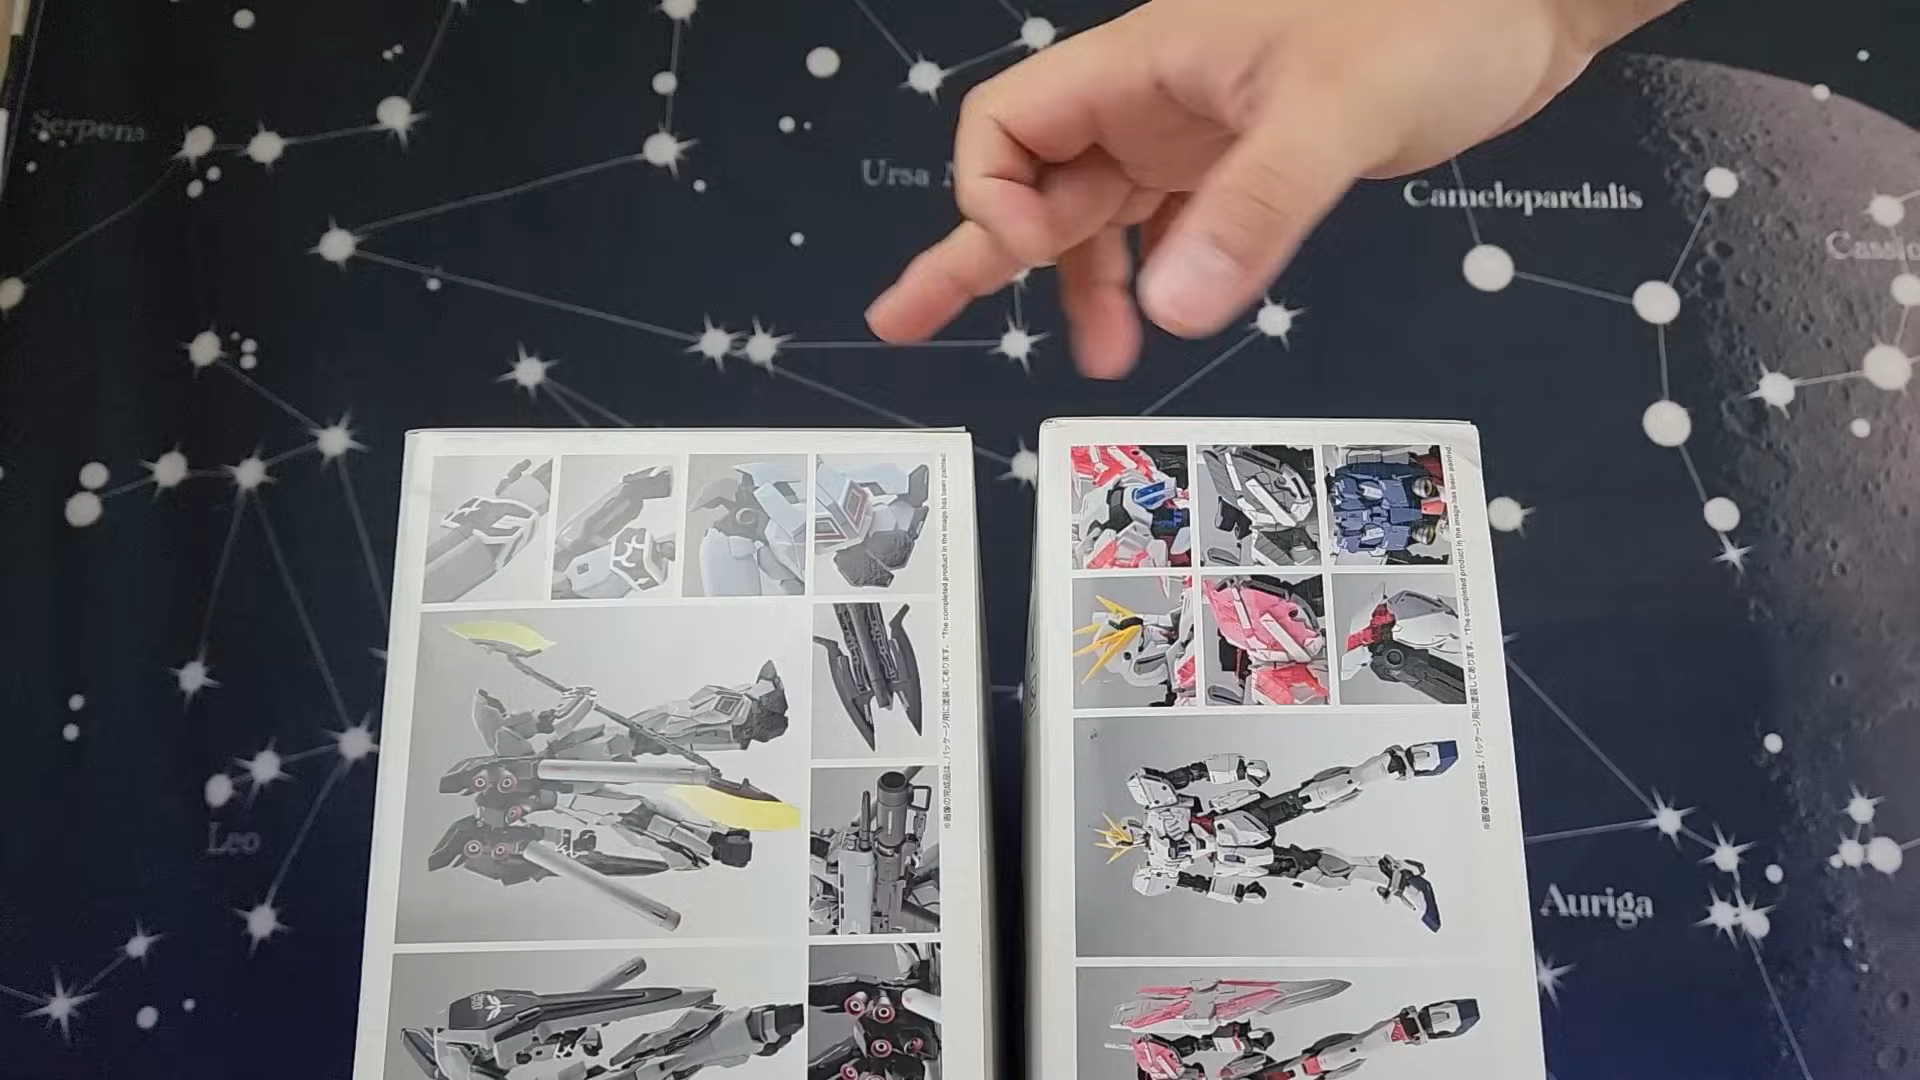 Serpens
Ursa
Camelopardalis
Leo
Auriga
※画像の完成品は、パッケージ用に塗装してあります。 *The completed product in the image has been painted.
※画像の完成品は、パッケージ用に塗装してあります。 *The completed product in the image has been painted.